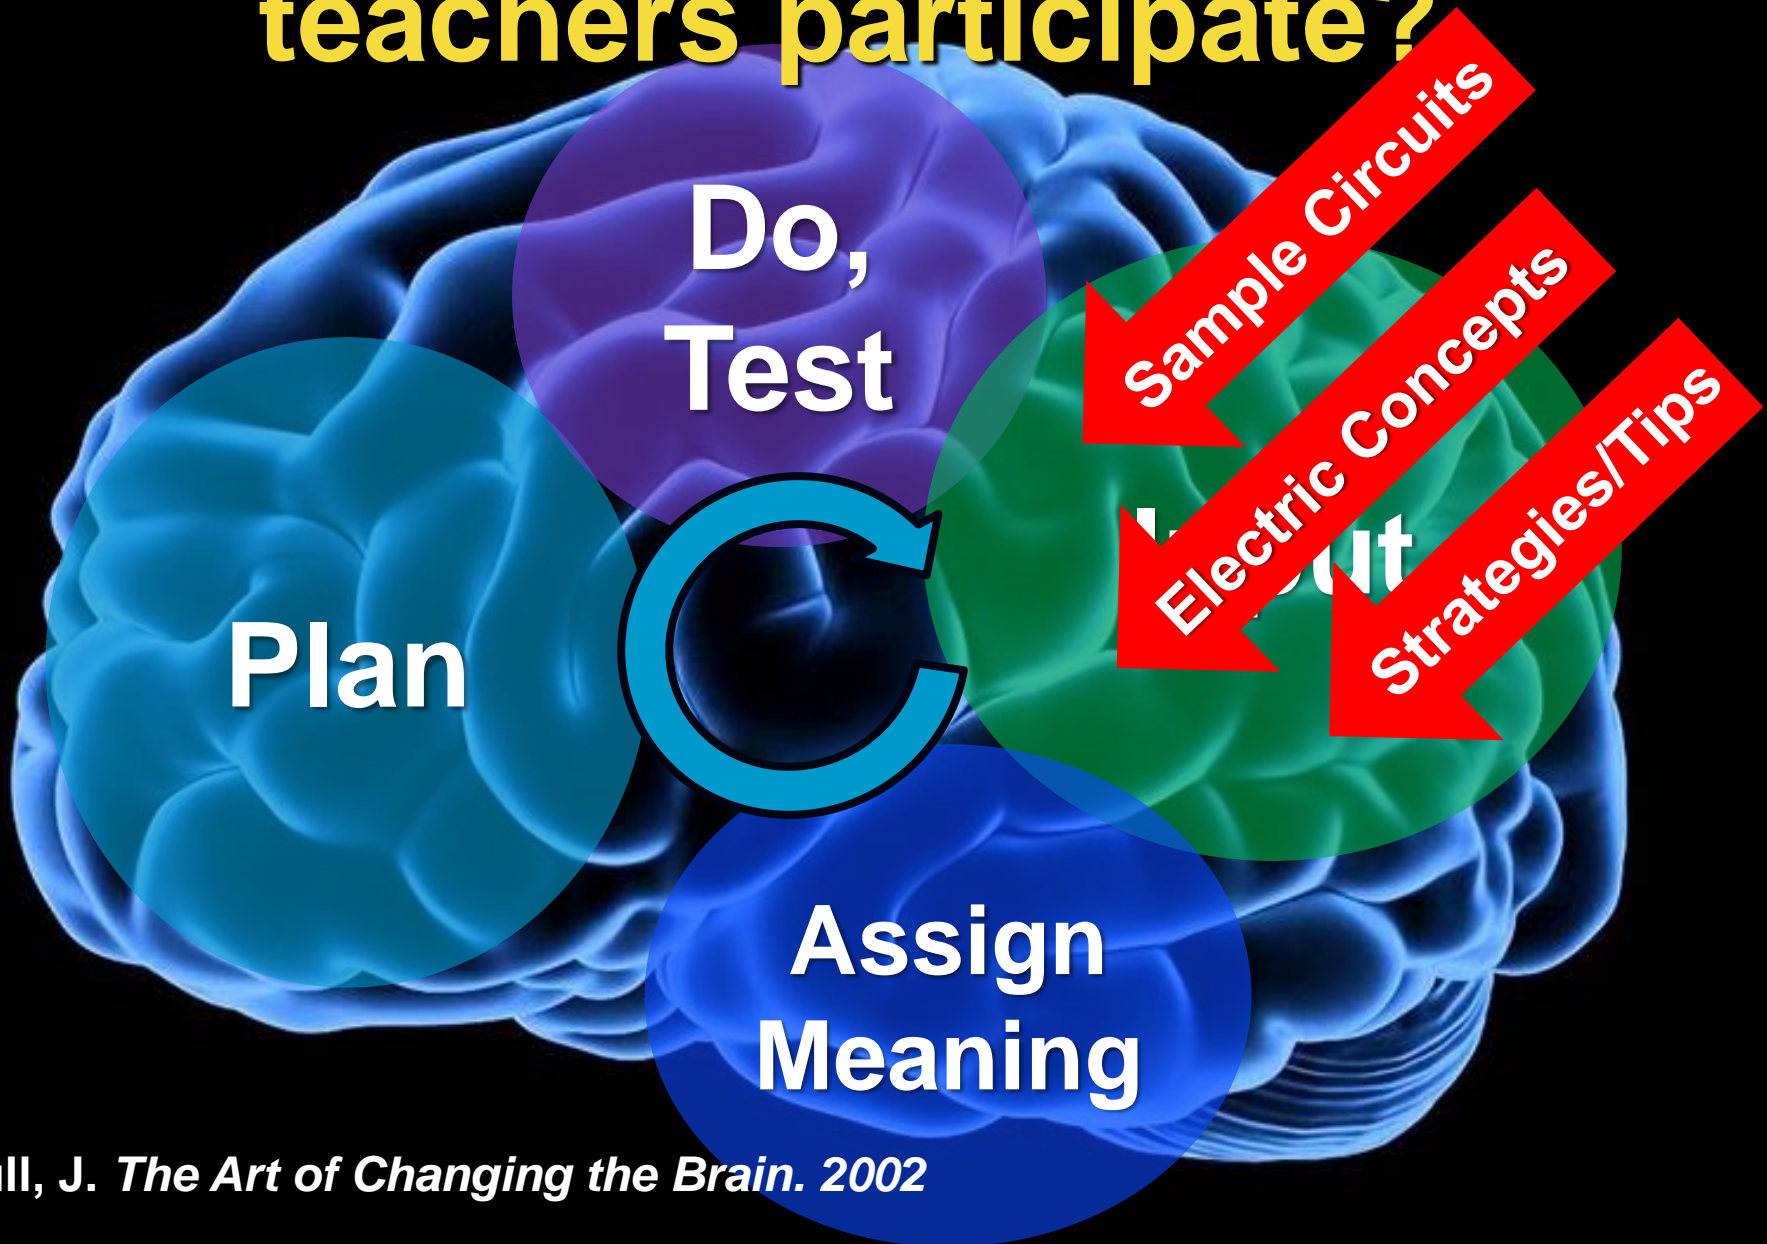 teachers participate?
Do,
Test
Sample Circuits
Electric Concepts
Strategies/Tips
Plan
Assign
Meaning
J. The Art of Changing the Brain. 2002